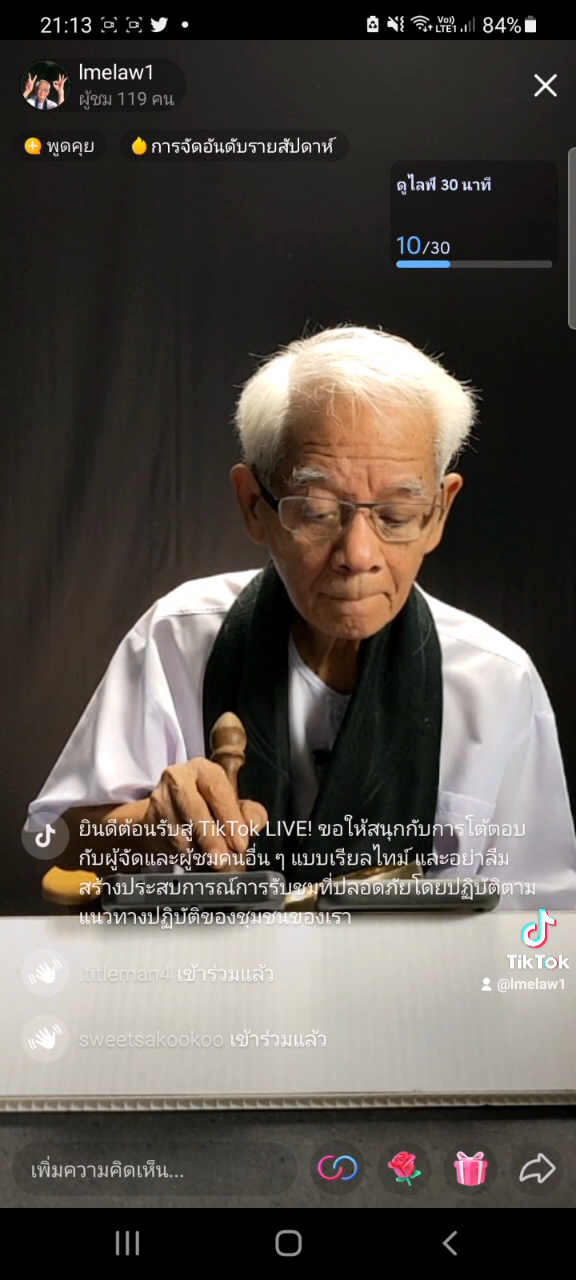 21:13
Vo))
LTE1
84%
lmelaw1
ผู้ชม 119 คน
พูดคุย
การจัดอันดับรายสัปดาห์
ดูไลฟ์ 30 นาที
10/30
ยินดีต้อนรับสู่ TikTok LIVE! ขอให้สนุกกับการโต้ตอบ
กับผู้จัดและผู้ชมคนอื่น ๆ แบบเรียลไทม์ และอย่าลืม
สร้างประสบการณ์การรับชมที่ปลอดภัยโดยปฏิบัติตาม
แนวทางปฏิบัติของชุมชนของเรา
TikTok
@lmelaw1
.titleman4 เข้าร่วมแล้ว
sweetsakookoo เข้าร่วมแล้ว
เพิ่มความคิดเห็น...